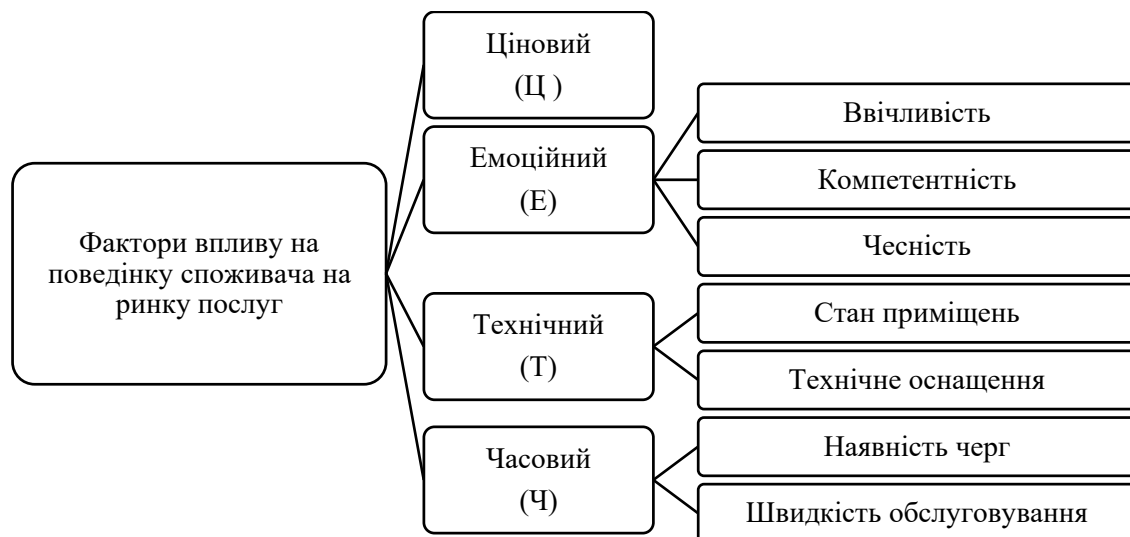 Фактори впливу на
поведінку споживача на
ринку послуг
Ціновий
(Ц )
Емоційний
(Е)
Ввічливість
Компетентність
Чесність
Технічний
(Т)
Стан приміщень
Технічне оснащення
Часовий
(Ч)
Наявність черг
Швидкість обслуговування